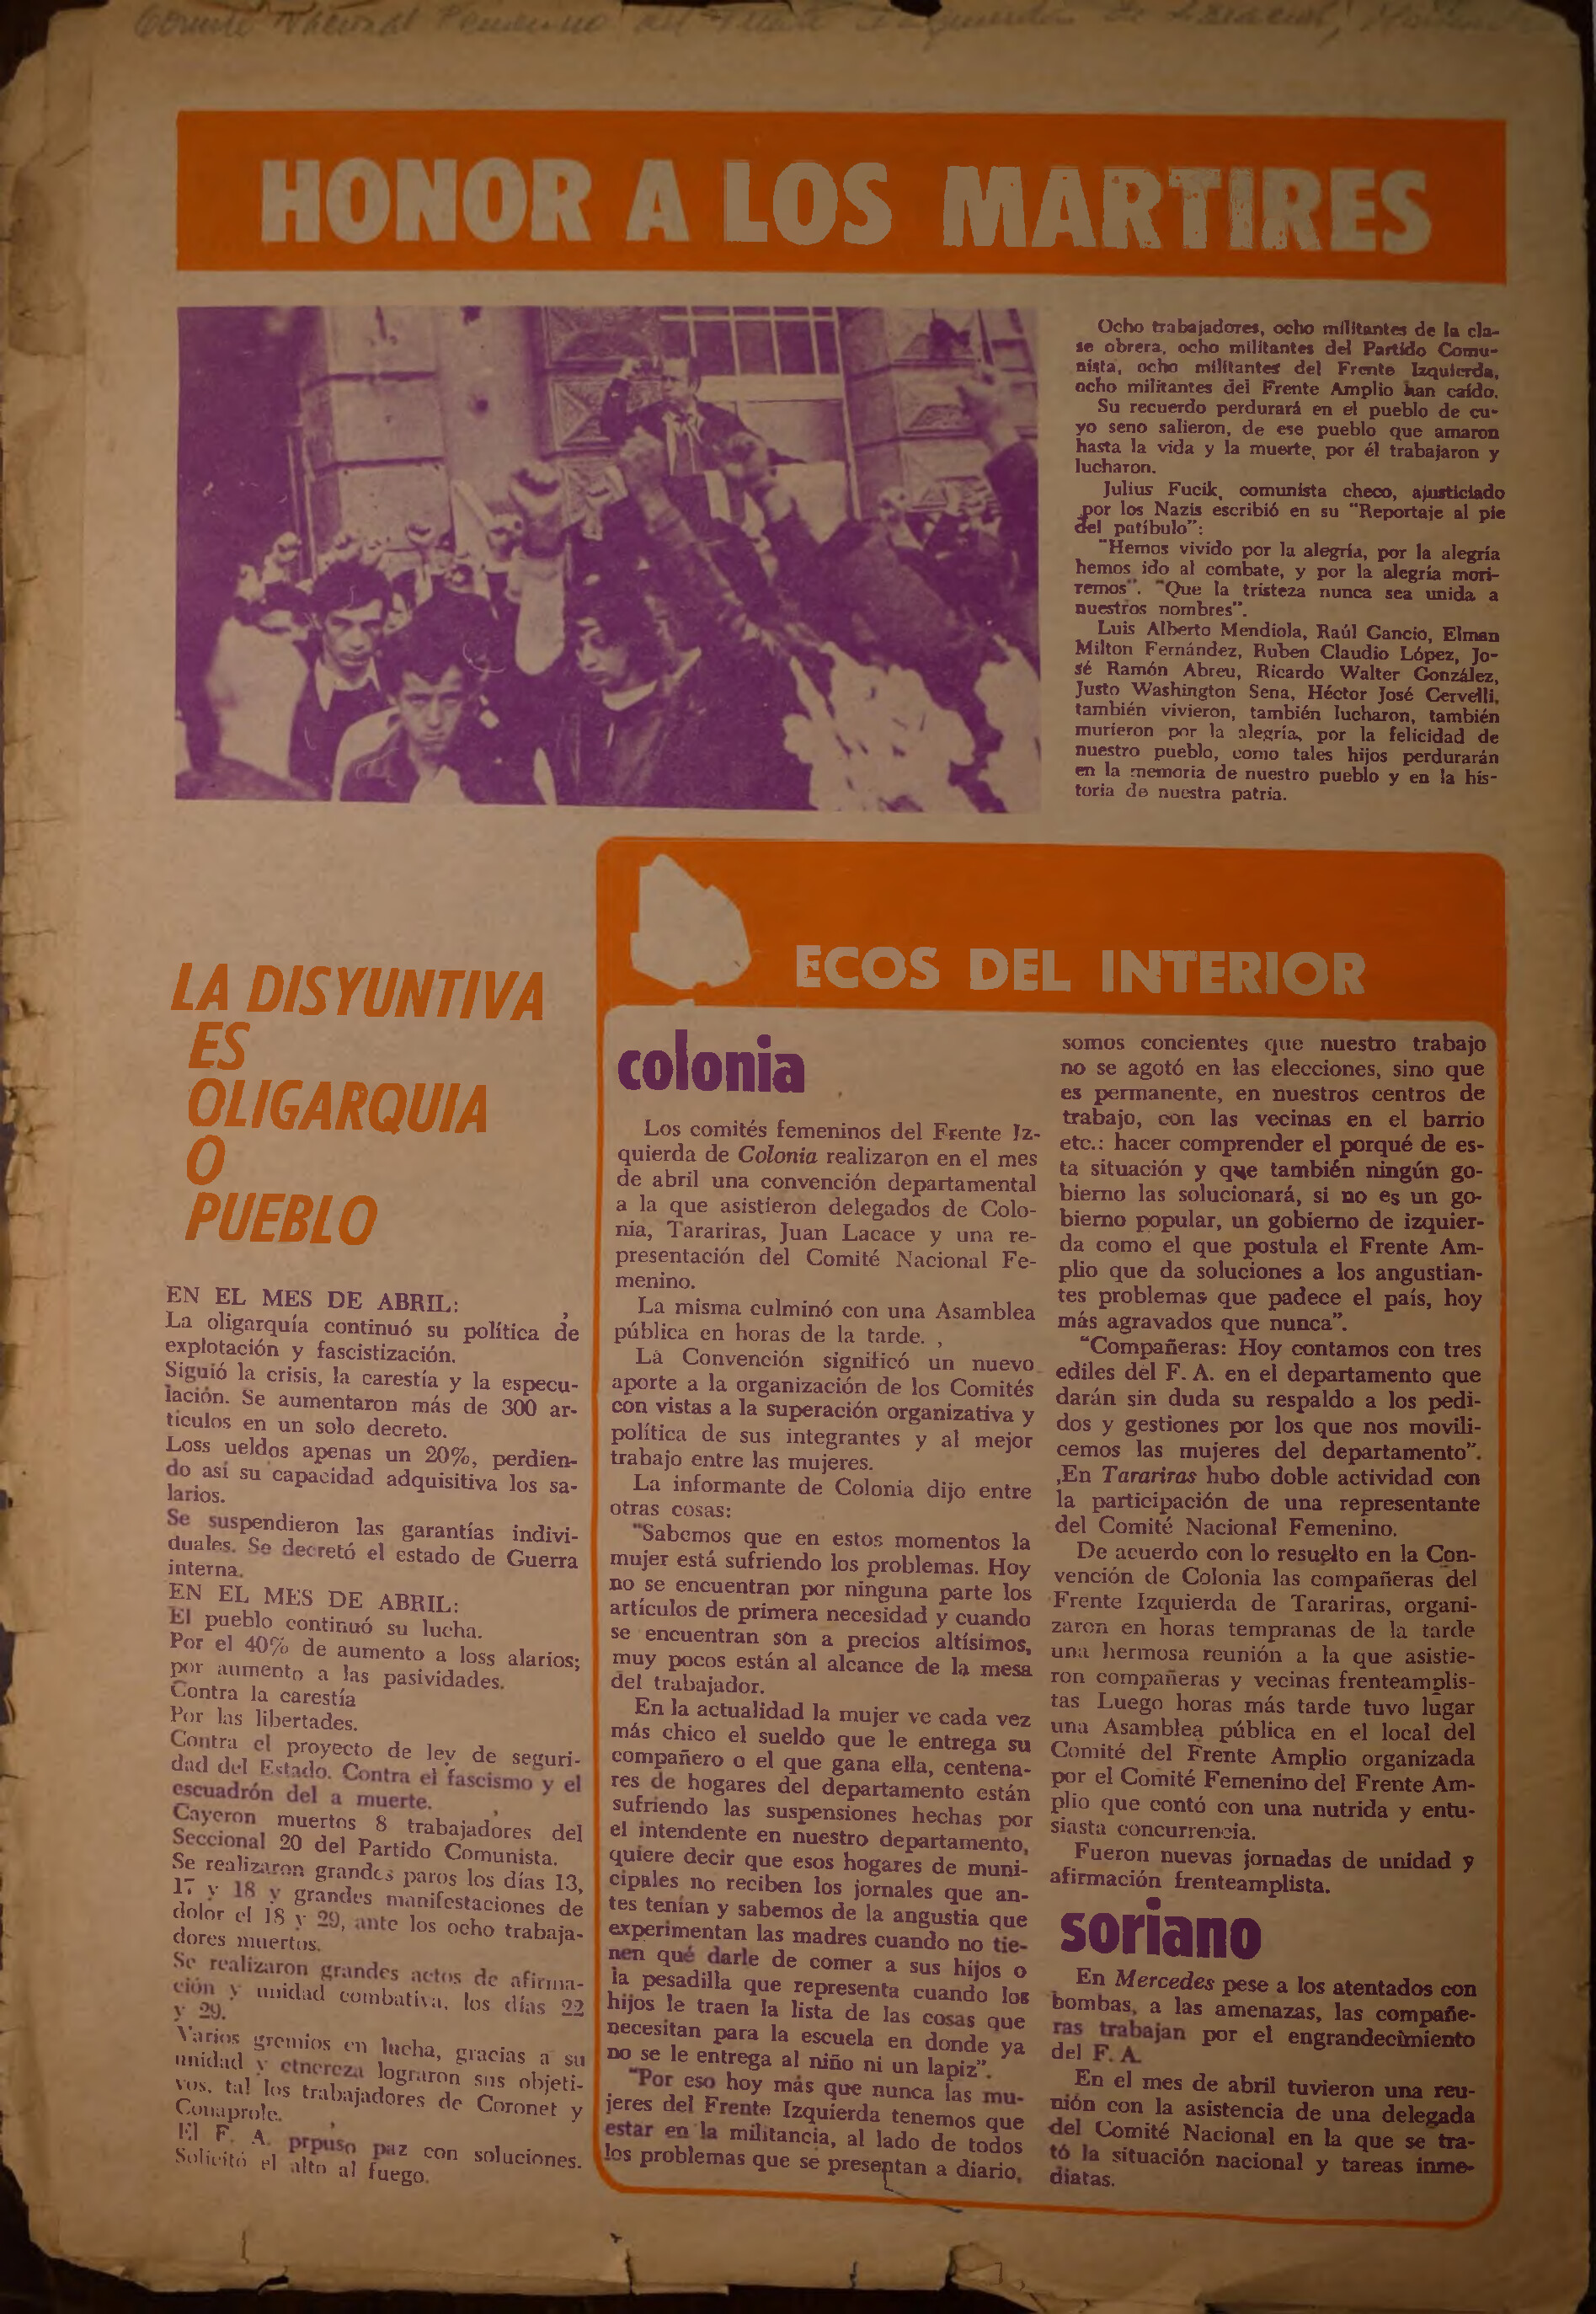 Comité Nacional Femenino del Frente Izquierda de
HONOR A LOS MARTIRES
Ocho trabajadores, ocho militantes de la cla-
se obrera, ocho militantes del Partido Comu-
nista, ocho militantes del Frente Izquierda,
ocho militantes del Frente Amplio han caído.
Su recuerdo perdurará en el pueblo de cu-
yo seno salieron, de ese pueblo que amaron
hasta la vida y la muerte, por él trabajaron y
lucharon.
Julius Fucik, comunista checo, ajusticiado
por los Nazis escribió en su "Reportaje al pie
del patíbulo":
"Hemos vivido por la alegría, por la alegría
hemos ido al combate, y por la alegría mori-
remos". "Que la tristeza nunca sea unida a
nuestros nombres".
Luis Alberto Mendiola, Raúl Gancio, Elman
Milton Fernández, Ruben Claudio López, Jo-
sé Ramón Abreu, Ricardo Walter González,
Justo Washington Sena, Héctor José Cervelli,
también vivieron, también lucharon, también
murieron por la alegría, por la felicidad de
nuestro pueblo, como tales hijos perdurarán
en la memoria de nuestro pueblo y en la his-
toria de nuestra patria.
LA DISYUNTIVA
ES
OLIGARQUIA
O
PUEBLO
EN EL MES DE ABRIL:
La oligarquía continuó su política de
explotación y fascistización.
Siguió la crisis, la carestía y la especu-
lación. Se aumentaron más de 300 ar-
tículos en un solo decreto.
Loss ueldos apenas un 20%, perdien-
do así su capacidad adquisitiva los sa-
larios.
Se suspendieron las garantías indivi-
duales. Se decretó el estado de Guerra
interna.
EN EL MES DE ABRIL:
El pueblo continuó su lucha.
Por el 40% de aumento a loss alarios;
por aumento a las pasividades.
Contra la carestía
Por las libertades.
Contra el proyecto de ley de seguri-
dad del Estado. Contra el fascismo y el
escuadrón del a muerte.
Cayeron muertos 8 trabajadores del
Seccional 20 del Partido Comunista.
Se realizaron grandes paros los días 13,
17 y 18 y grandes manifestaciones de
dolor el 18 y 29, ante los ocho trabaja-
dores muertos.
Se realizaron grandes actos de afirma-
ción y unidad combativa, los días 22
y 29.
Varios gremios en lucha, gracias a su
unidad y etnereza lograron sus objeti-
vos, tal los trabajadores de Coronet y
Conaprole.
El F. A. prpuso paz con soluciones.
Solicitó el alto al fuego.
ECOS DEL INTERIOR
colonia
Los comités femeninos del Frente Iz-
quierda de Colonia realizaron en el mes
de abril una convención departamental
a la que asistieron delegados de Colo-
nia, Tarariras, Juan Lacace y una re-
presentación del Comité Nacional Fe-
menino.
La misma culminó con una Asamblea
pública en horas de la tarde.
La Convención significó un nuevo
aporte a la organización de los Comités
con vistas a la superación organizativa y
política de sus integrantes y al mejor
trabajo entre las mujeres.
La informante de Colonia dijo entre
otras cosas:
"Sabemos que en estos momentos la
mujer está sufriendo los problemas. Hoy
no se encuentran por ninguna parte los
artículos de primera necesidad y cuando
se encuentran son a precios altísimos,
muy pocos están al alcance de la mesa
del trabajador.
En la actualidad la mujer ve cada vez
más chico el sueldo que le entrega su
compañero o el que gana ella, centena-
res de hogares del departamento están
sufriendo las suspensiones hechas por
el intendente en nuestro departamento,
quiere decir que esos hogares de muni-
cipales no reciben los jornales que an-
tes tenían y sabemos de la angustia que
experimentan las madres cuando no tie-
nen qué darle de comer a sus hijos o
la pesadilla que representa cuando los
hijos le traen la lista de las cosas que
necesitan para la escuela en donde ya
no se le entrega al niño ni un lapiz".
"Por eso hoy más que nunca las mu-
jeres del Frente Izquierda tenemos que
estar en la militancia, al lado de todos
los problemas que se presentan a diario,
somos concientes que nuestro trabajo
no se agotó en las elecciones, sino que
es permanente, en nuestros centros de
trabajo, con las vecinas en el barrio
etc.: hacer comprender el porqué de es-
ta situación y que también ningún go-
bierno las solucionará, si no es un go-
bierno popular, un gobierno de izquier-
da como el que postula el Frente Am-
plio que da soluciones a los angustian-
tes problemas que padece el país, hoy
más agravados que nunca".
"Compañeras: Hoy contamos con tres
ediles del F. A. en el departamento que
darán sin duda su respaldo a los pedi-
dos y gestiones por los que nos movili-
cemos las mujeres del departamento".
En Tarariras hubo doble actividad con
la participación de una representante
del Comité Nacional Femenino.
De acuerdo con lo resuelto en la Con-
vención de Colonia las compañeras del
Frente Izquierda de Tarariras, organi-
zaron en horas tempranas de la tarde
una hermosa reunión a la que asistie-
ron compañeras y vecinas frenteamplis-
tas Luego horas más tarde tuvo lugar
una Asamblea pública en el local del
Comité del Frente Amplio organizada
por el Comité Femenino del Frente Am-
plio que contó con una nutrida y entu-
siasta concurrencia.
Fueron nuevas jornadas de unidad y
afirmación frenteamplista.
soriano
En Mercedes pese a los atentados con
bombas, a las amenazas, las compañe-
ras trabajan por el engrandecimiento
del F. A.
En el mes de abril tuvieron una reu-
nión con la asistencia de una delegada
del Comité Nacional en la que se tra-
tó la situación nacional y tareas inme-
diatas.